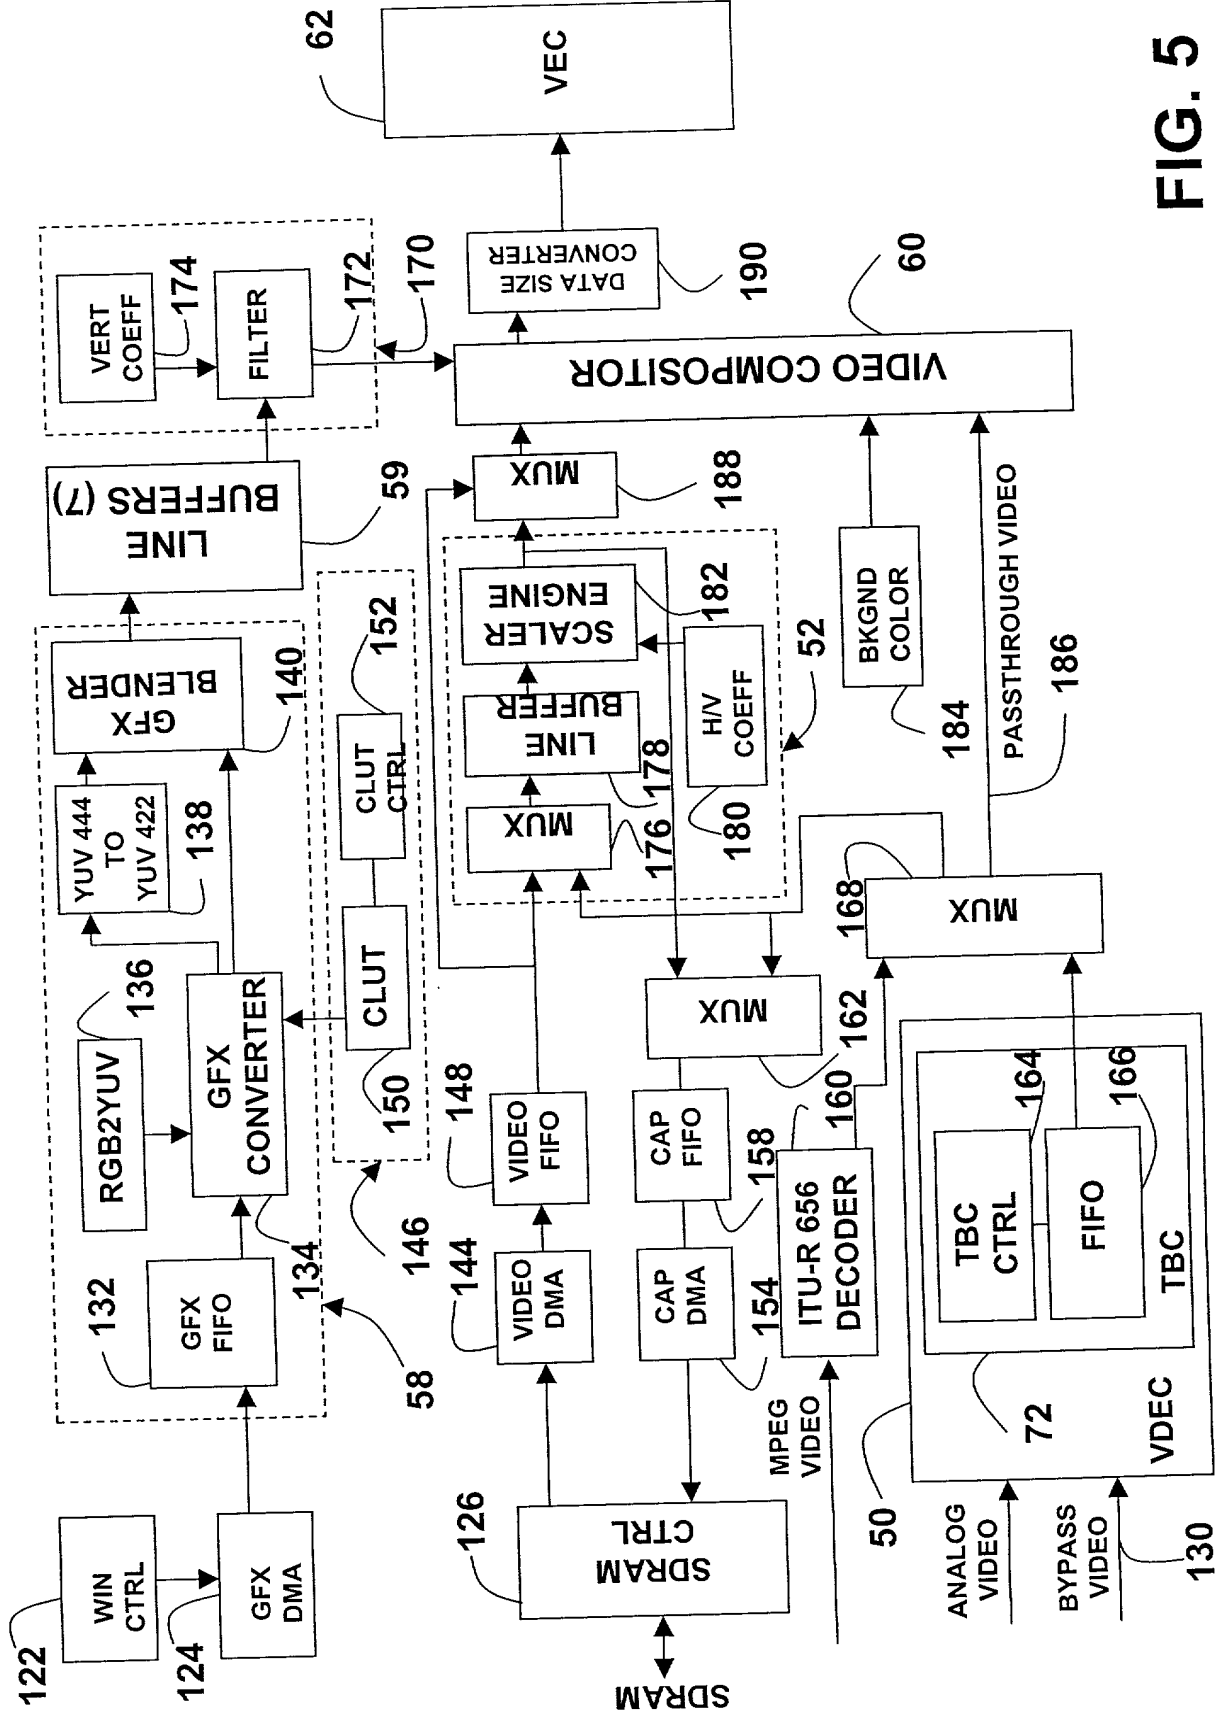 122
WIN
CTRL
124
GFX
DMA
132
GFX
FIFO
134
RGB2YUV
136
GFX
CONVERTER
YUV 444
TO
YUV 422
138
GFX
BLENDER
140
58
LINE
BUFFERS (7)
59
VERT
COEFF
174
FILTER
172
170
CLUT
150
CLUT
CTRL
152
146
SDRAM
126
SDRAM
CTRL
144
VIDEO
DMA
148
VIDEO
FIFO
MUX
176
LINE
BUFFER
178
SCALER
ENGINE
182
H/V
COEFF
180
52
MUX
188
VIDEO COMPOSITOR
60
DATA SIZE
CONVERTER
190
VEC
62
CAP
DMA
154
CAP
FIFO
158
MUX
162
MPEG
VIDEO
ITU-R 656
DECODER
160
MUX
168
BKGND
COLOR
184
PASSTHROUGH VIDEO
186
ANALOG
VIDEO
BYPASS
VIDEO
130
50
VDEC
72
TBC
CTRL
164
FIFO
166
TBC
FIG. 5